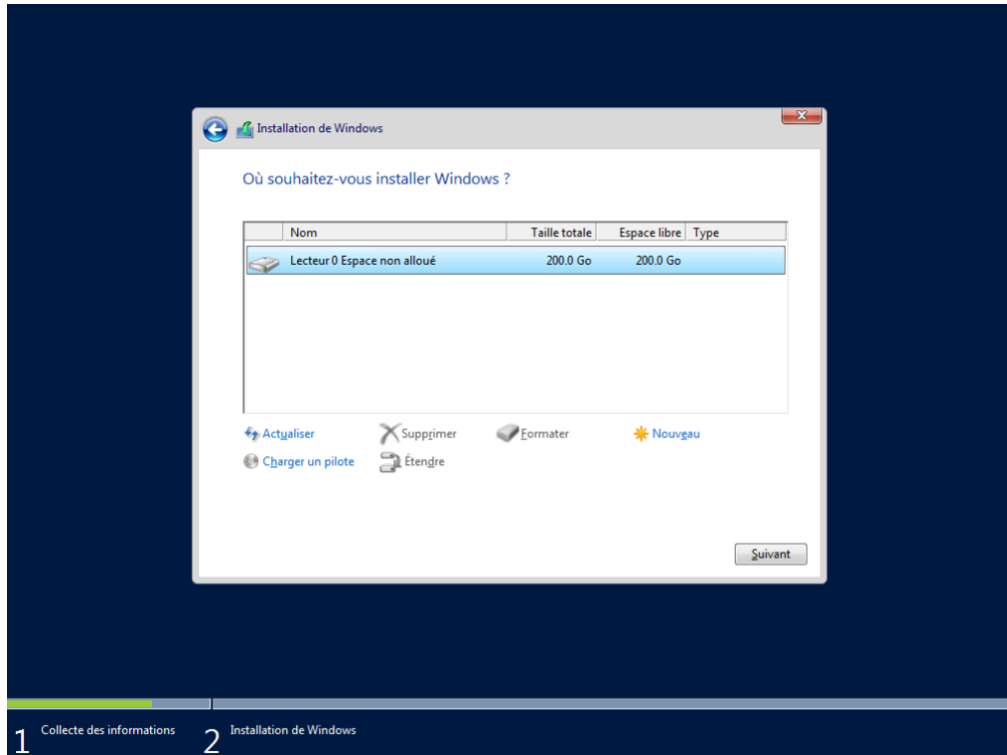 Installation de Windows
Où souhaitez-vous installer Windows ?
Nom Taille totale Espace libre Type
Lecteur 0 Espace non alloué 200.0 Go 200.0 Go
Actualiser Supprimer Formater Nouveau
Charger un pilote Étendre
Suivant
1 Collecte des informations 2 Installation de Windows